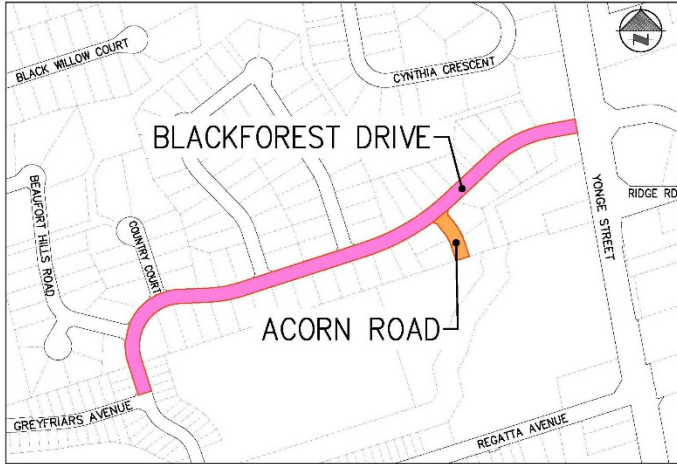 BLACK WILLOW COURT
CYNTHIA CRESCENT
N
BLACKFOREST DRIVE
BEAUFORT HILLS ROAD
COUNTRY COURT
YONGE STREET
RIDGE RD
ACORN ROAD
GREYFRIARS AVENUE
REGATTA AVENUE